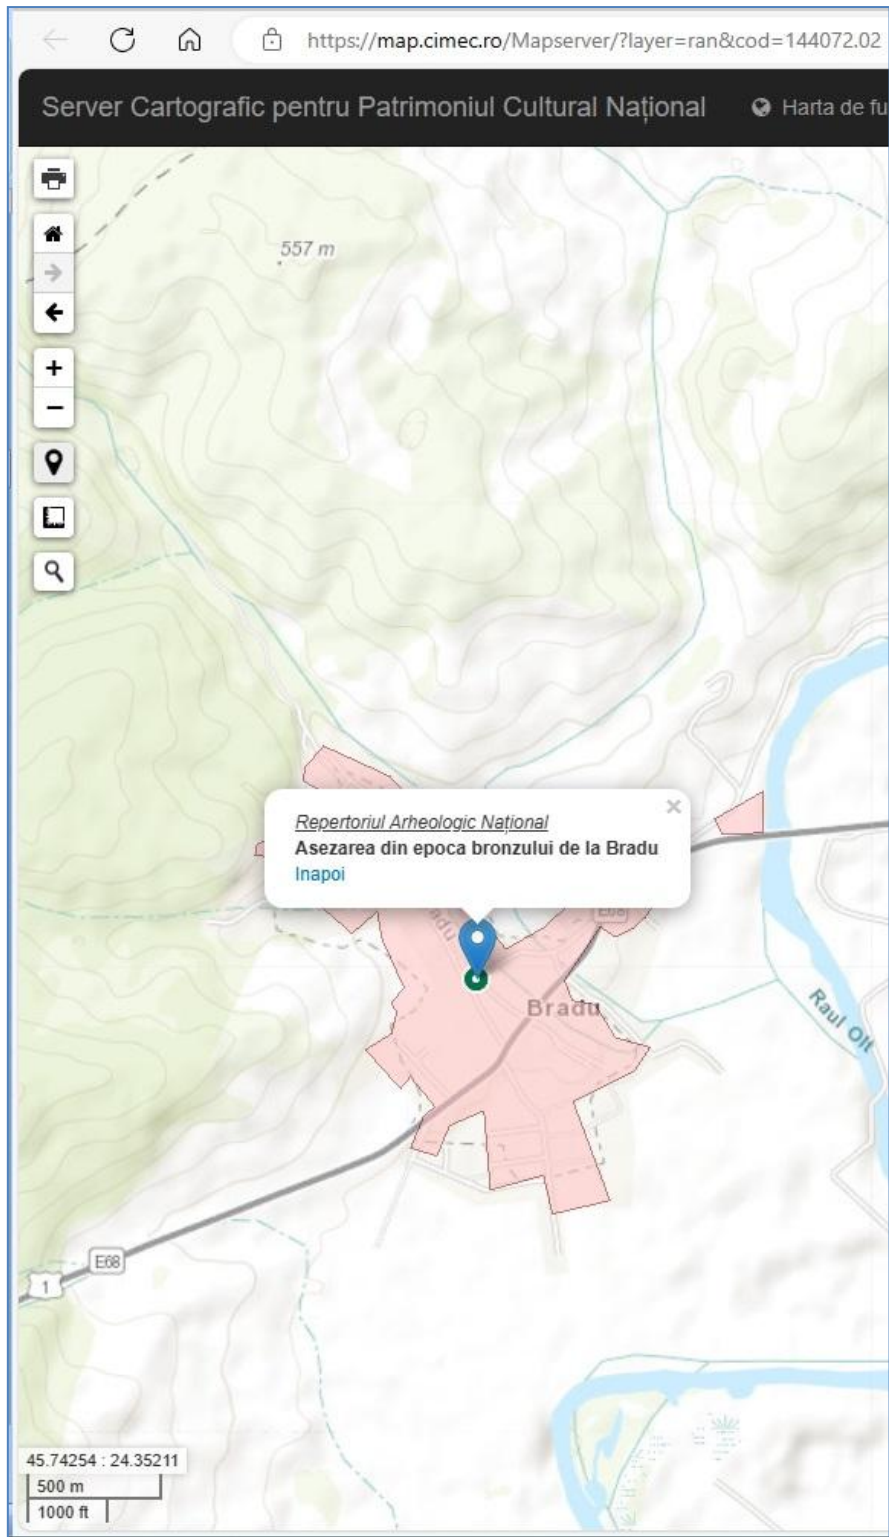 https://map.cimec.ro/Mapserver/?layer=ran&cod=144072.02
Server Cartografic pentru Patrimoniul Cultural Național
Harta de fu
557 m
Repertoriul Arheologic Național
Asezarea din epoca bronzului de la Bradu
Inapoi
×
adu
E68
Bradu
Raul Olt
E68
1
45.74254 : 24.35211
500 m
1000 ft